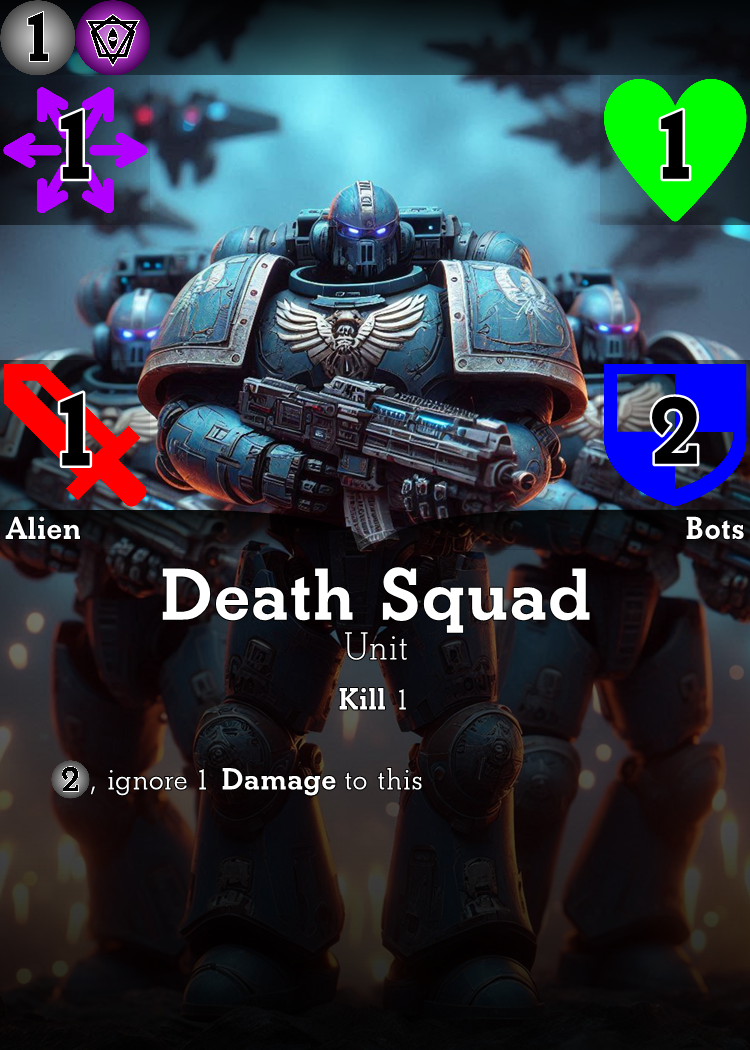 1
1
1
1
2
Alien
Bots
Death Squad
Unit
Kill 1
2, ignore 1 Damage to this